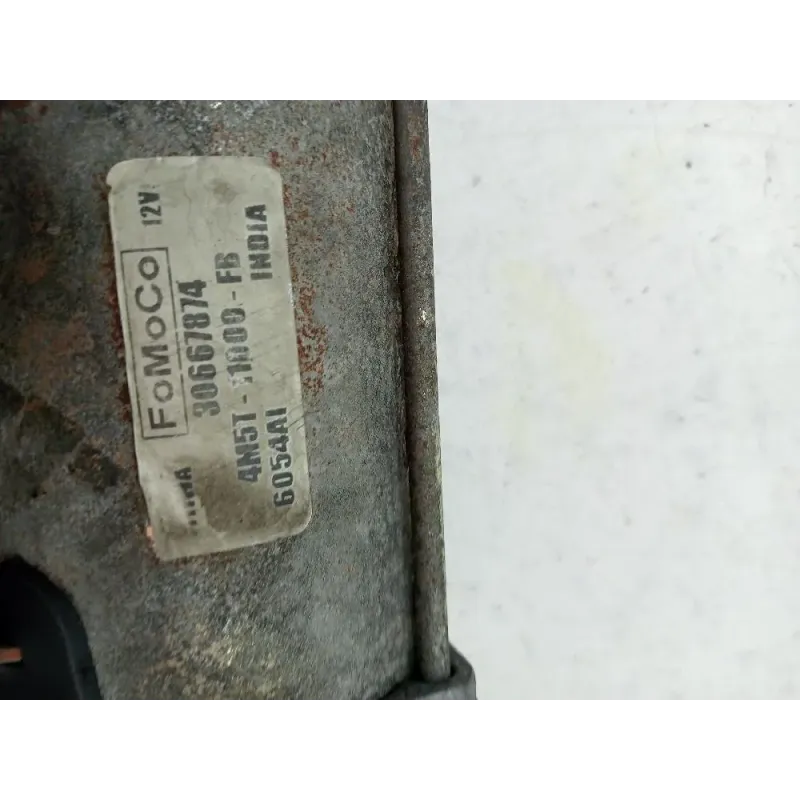 FoMoCo 12V
30667874
4M5T-11000-FB
6054AI INDIA